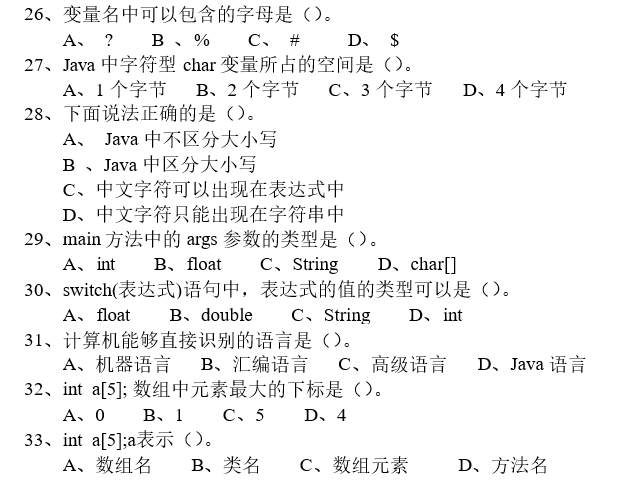 26、变量名中可以包含的字母是（）。
A、 ? B 、% C、 # D、 $
27、Java 中字符型 char 变量所占的空间是（）。
A、1 个字节 B、2 个字节 C、3 个字节 D、4 个字节
28、下面说法正确的是（）。
A、 Java 中不区分大小写
B 、Java 中区分大小写
C、中文字符可以出现在表达式中
D、中文字符只能出现在字符串中
29、main 方法中的 args 参数的类型是（）。
A、int B、float C、String D、char[]
30、switch(表达式)语句中，表达式的值的类型可以是（）。
A、float B、double C、String D、int
31、计算机能够直接识别的语言是（）。
A、机器语言 B、汇编语言 C、高级语言 D、Java 语言
32、int a[5]; 数组中元素最大的下标是（）。
A、0 B、1 C、5 D、4
33、int a[5];a表示（）。
A、数组名 B、类名 C、数组元素 D、方法名